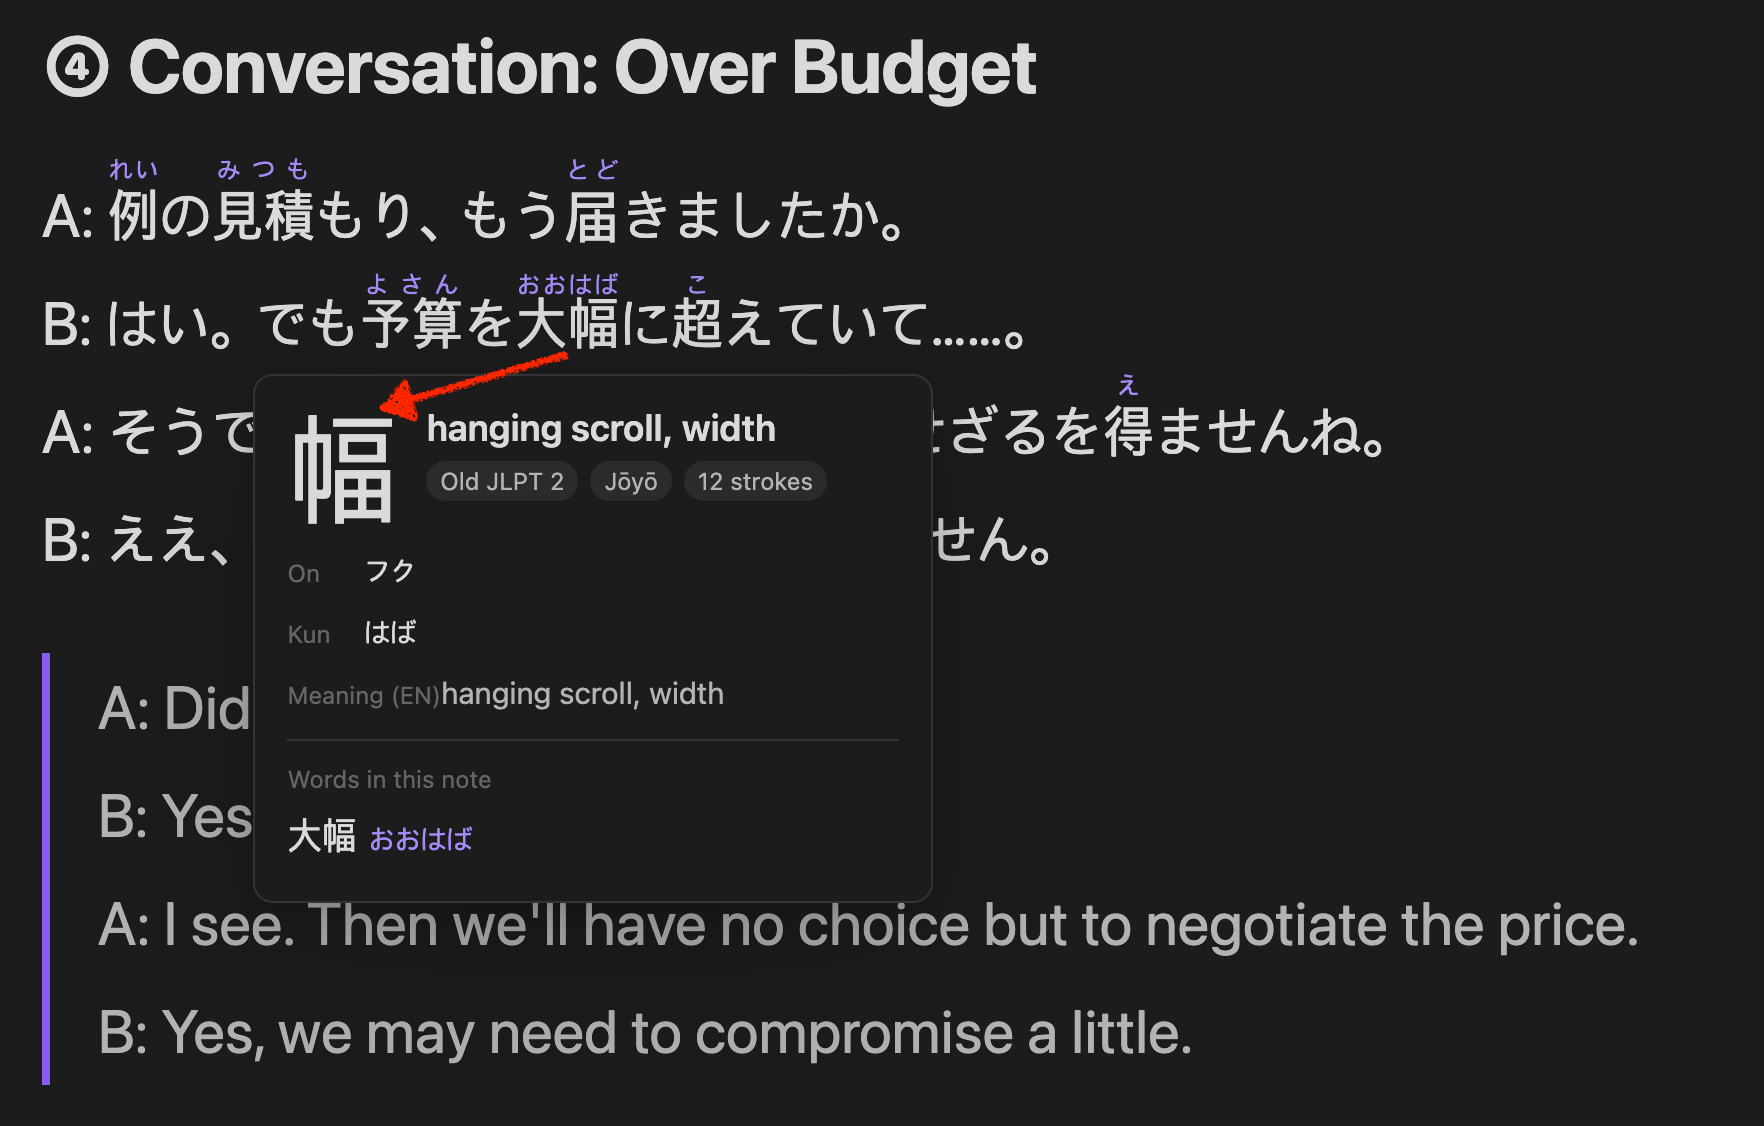 ④ Conversation: Over Budget
れい みつも とど
A: 例の見積もり、もう届きましたか。
よさん おおはば こ
B: はい。でも予算を大幅に超えていて……。
え
A: そうで ざるを得ませんね。
B: ええ、 せん。
幅
hanging scroll, width
Old JLPT 2 Jōyō 12 strokes
On フク
Kun はば
Meaning (EN) hanging scroll, width
Words in this note
大幅 おおはば
A: Did
B: Yes
A: I see. Then we'll have no choice but to negotiate the price.
B: Yes, we may need to compromise a little.